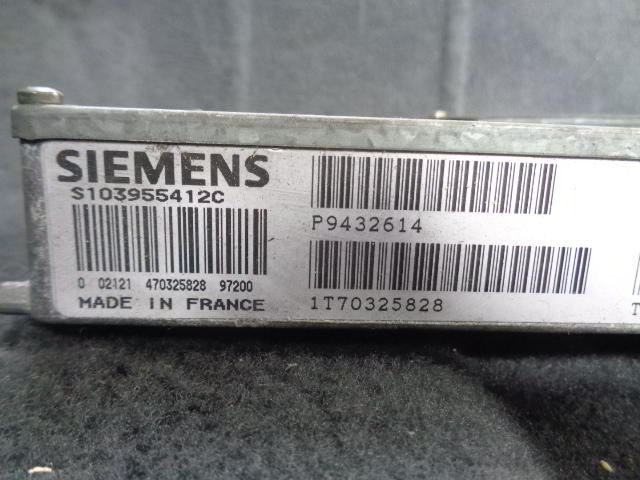 SIEMENS
S103955412C
0 02121 470325828 97200
MADE IN FRANCE
P9432614
1T70325828
T